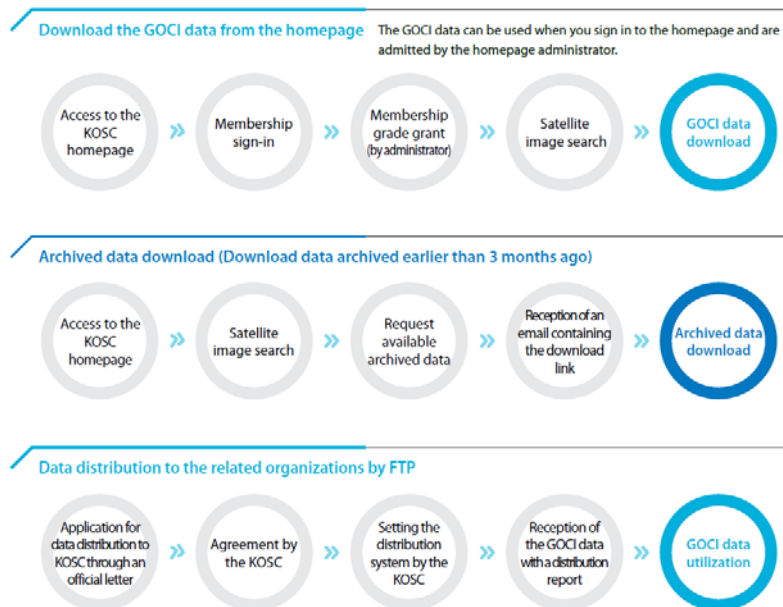 Download the GOCI data from the homepage
The GOCI data can be used when you sign in to the homepage and are
admitted by the homepage administrator.
Access to the
KOSC
homepage
Membership
sign-in
Membership
grade grant
(by administrator)
Satellite
image search
GOCI data
download
Archived data download (Download data archived earlier than 3 months ago)
Access to the
KOSC
homepage
Satellite
image search
Request
available
archived data
Reception of an
email containing
the download
link
Archived data
download
Data distribution to the related organizations by FTP
Application for
data distribution to
KOSC through an
official letter
Agreement by
the KOSC
Setting the
distribution
system by the
KOSC
Reception of
the GOCI data
with a distribution
report
GOCI data
utilization